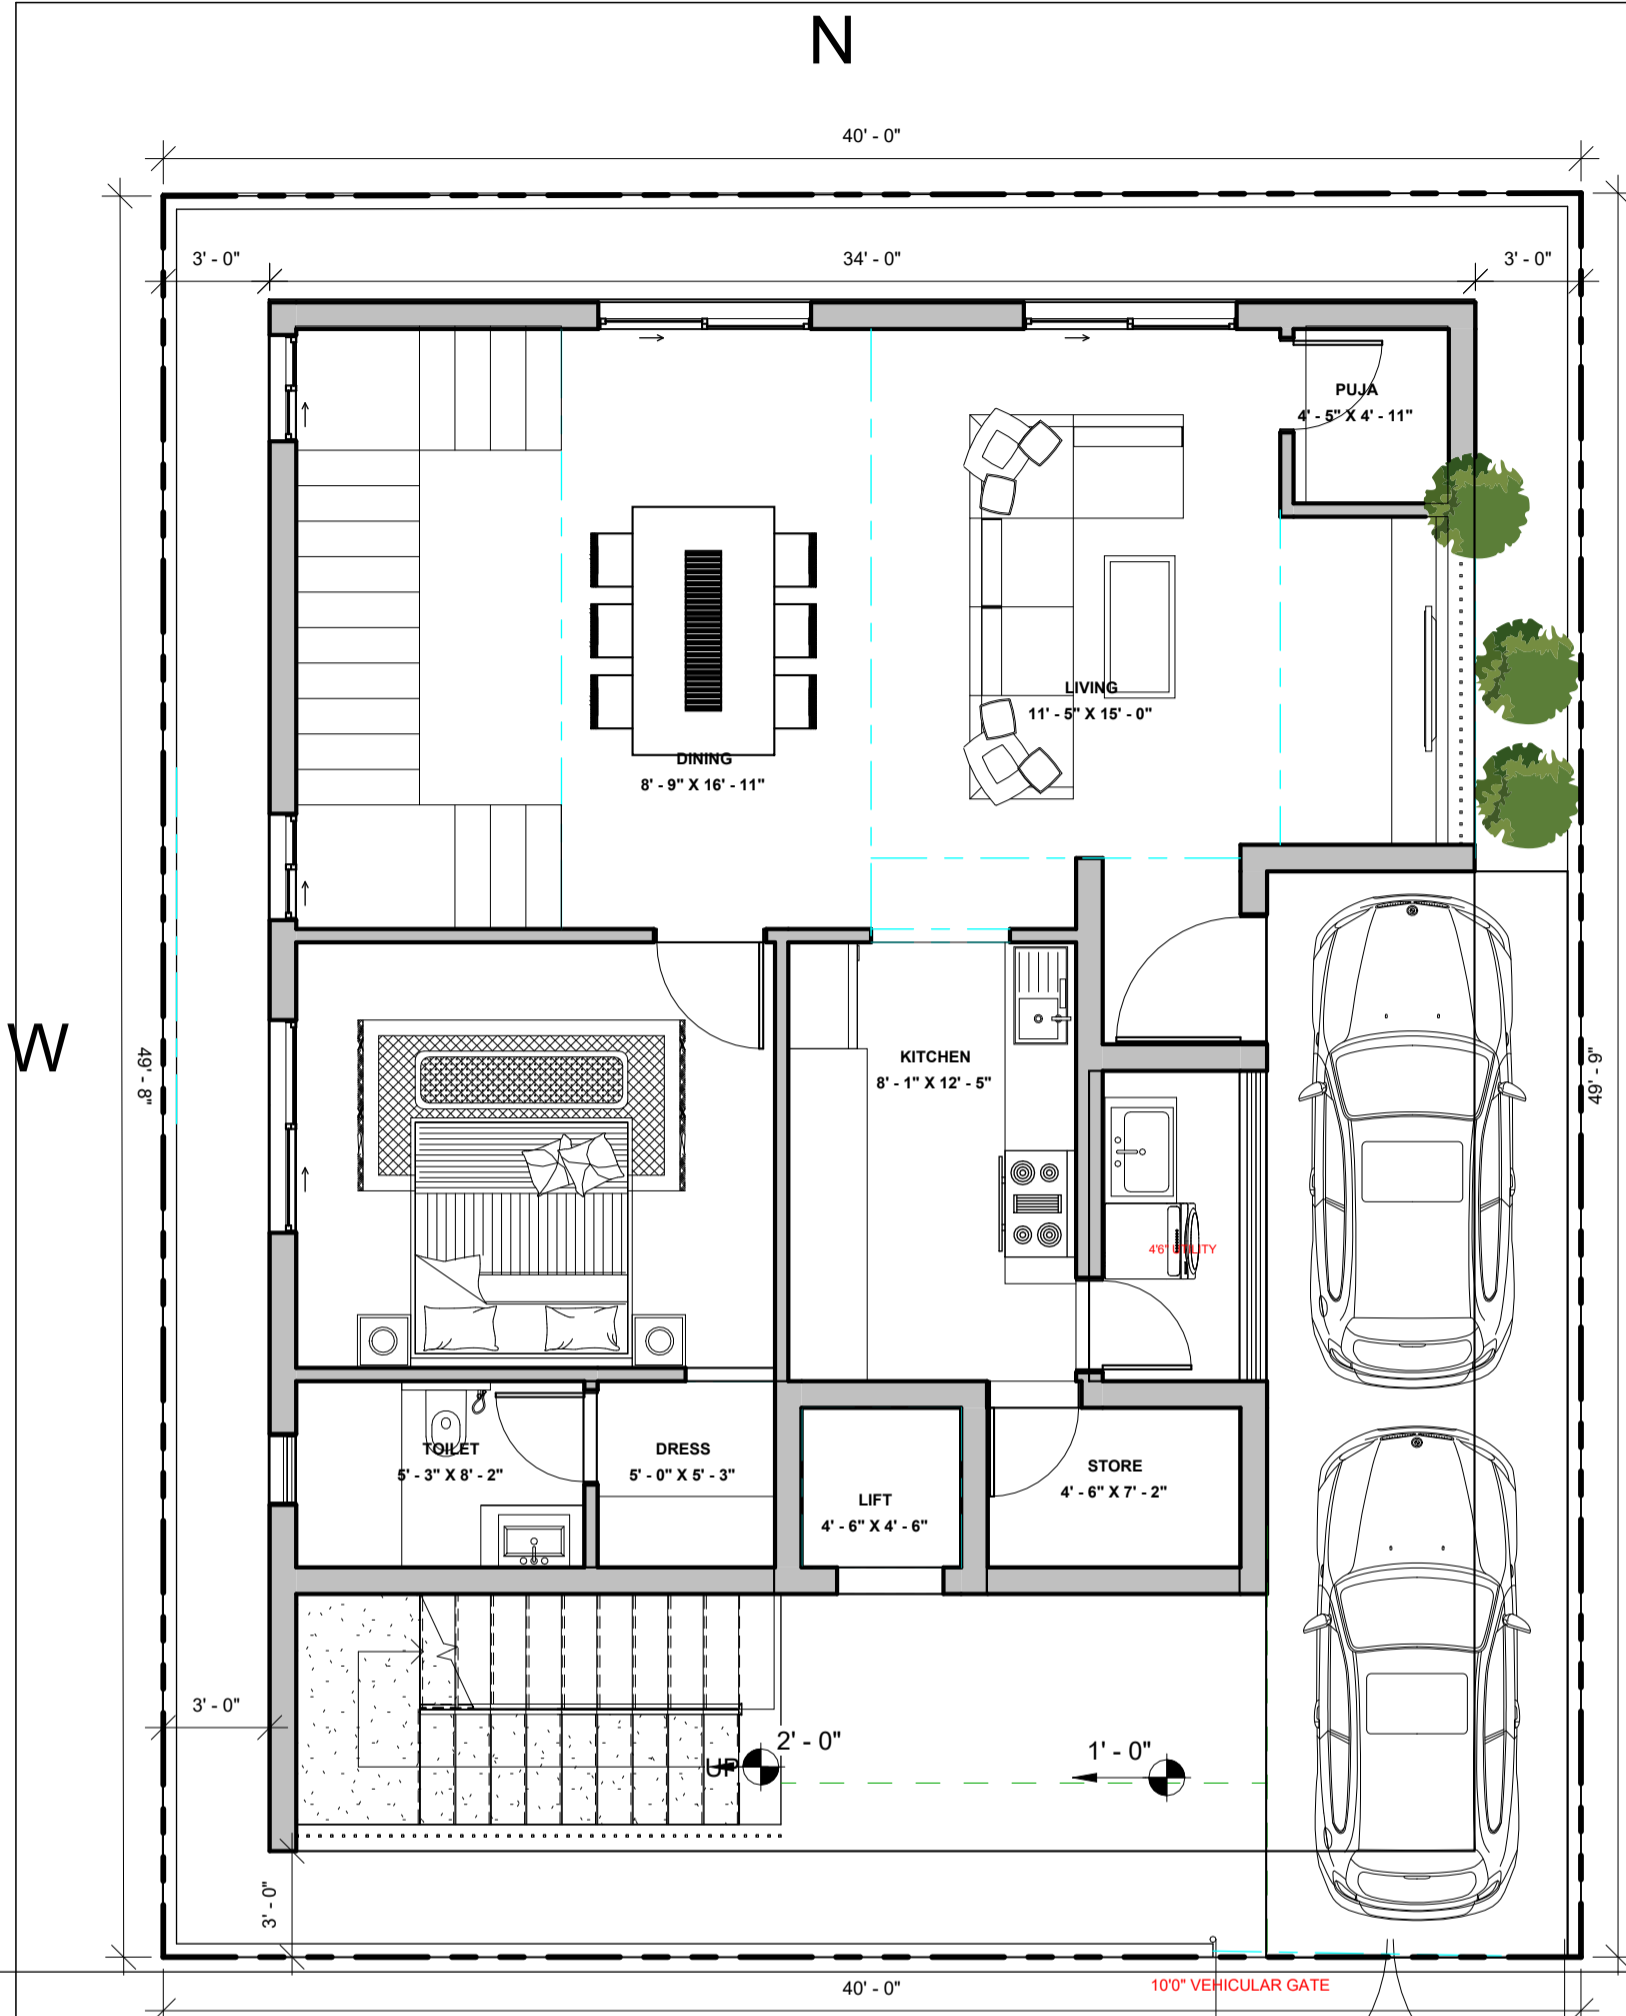 N
40' - 0"
3' - 0"
34' - 0"
3' - 0"
PUJA
4' - 5" X 4' - 11"
LIVING
11' - 5" X 15' - 0"
DINING
8' - 9" X 16' - 11"
W
49' - 8"
49' - 9"
KITCHEN
8' - 1" X 12' - 5"
4'6" UTILITY
TOILET
5' - 3" X 8' - 2"
DRESS
5' - 0" X 5' - 3"
LIFT
4' - 6" X 4' - 6"
STORE
4' - 6" X 7' - 2"
3' - 0"
UP
2' - 0"
1' - 0"
3' - 0"
40' - 0"
10'0" VEHICULAR GATE